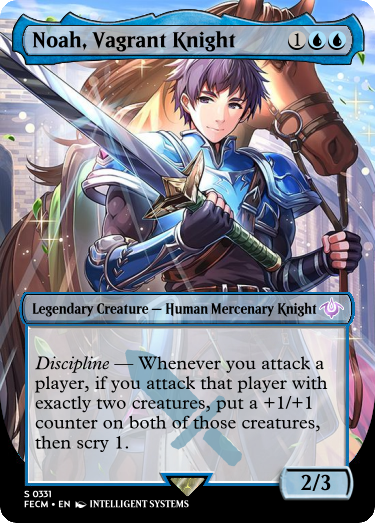 Noah, Vagrant Knight 1
Legendary Creature — Human Mercenary Knight
Discipline — Whenever you attack a
player, if you attack that player with
exactly two creatures, put a +1/+1
counter on both of those creatures,
then scry 1.
2/3
S 0331
FECM • EN INTELLIGENT SYSTEMS